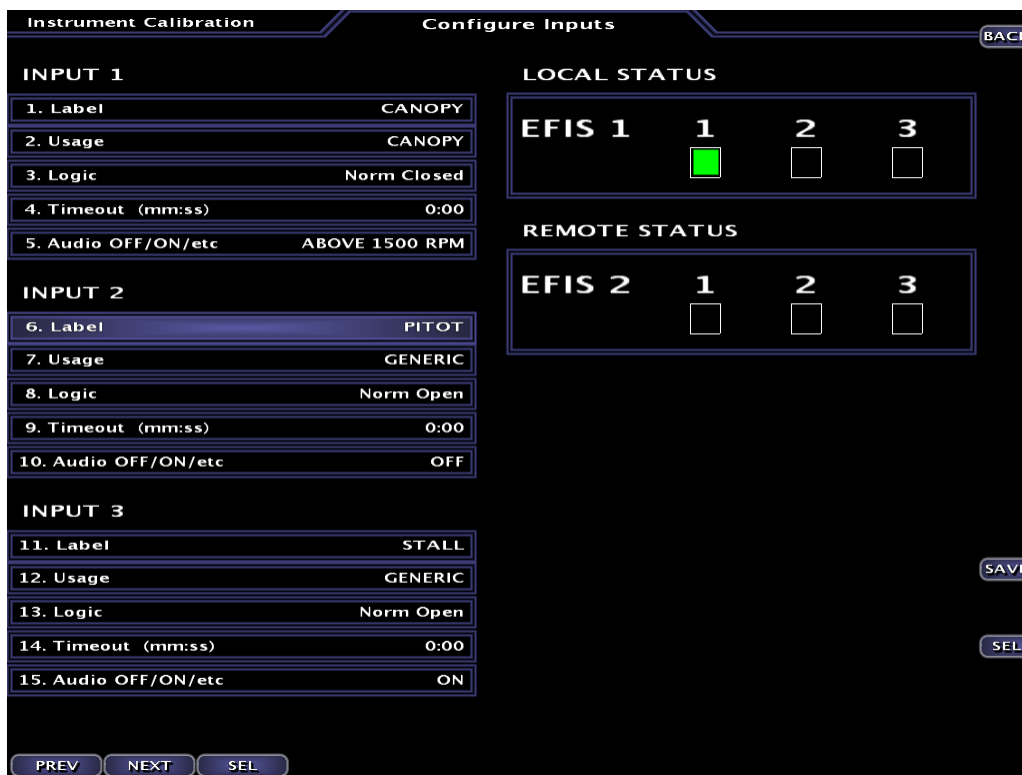 Instrument Calibration
Configure Inputs
BACK
INPUT 1
1. Label CANOPY
2. Usage CANOPY
3. Logic Norm Closed
4. Timeout (mm:ss) 0:00
5. Audio OFF/ON/etc ABOVE 1500 RPM
INPUT 2
6. Label PITOT
7. Usage GENERIC
8. Logic Norm Open
9. Timeout (mm:ss) 0:00
10. Audio OFF/ON/etc OFF
INPUT 3
11. Label STALL
12. Usage GENERIC
13. Logic Norm Open
14. Timeout (mm:ss) 0:00
15. Audio OFF/ON/etc ON
LOCAL STATUS
EFIS 1 1 2 3
REMOTE STATUS
EFIS 2 1 2 3
SAVE
SEL
PREV NEXT SEL